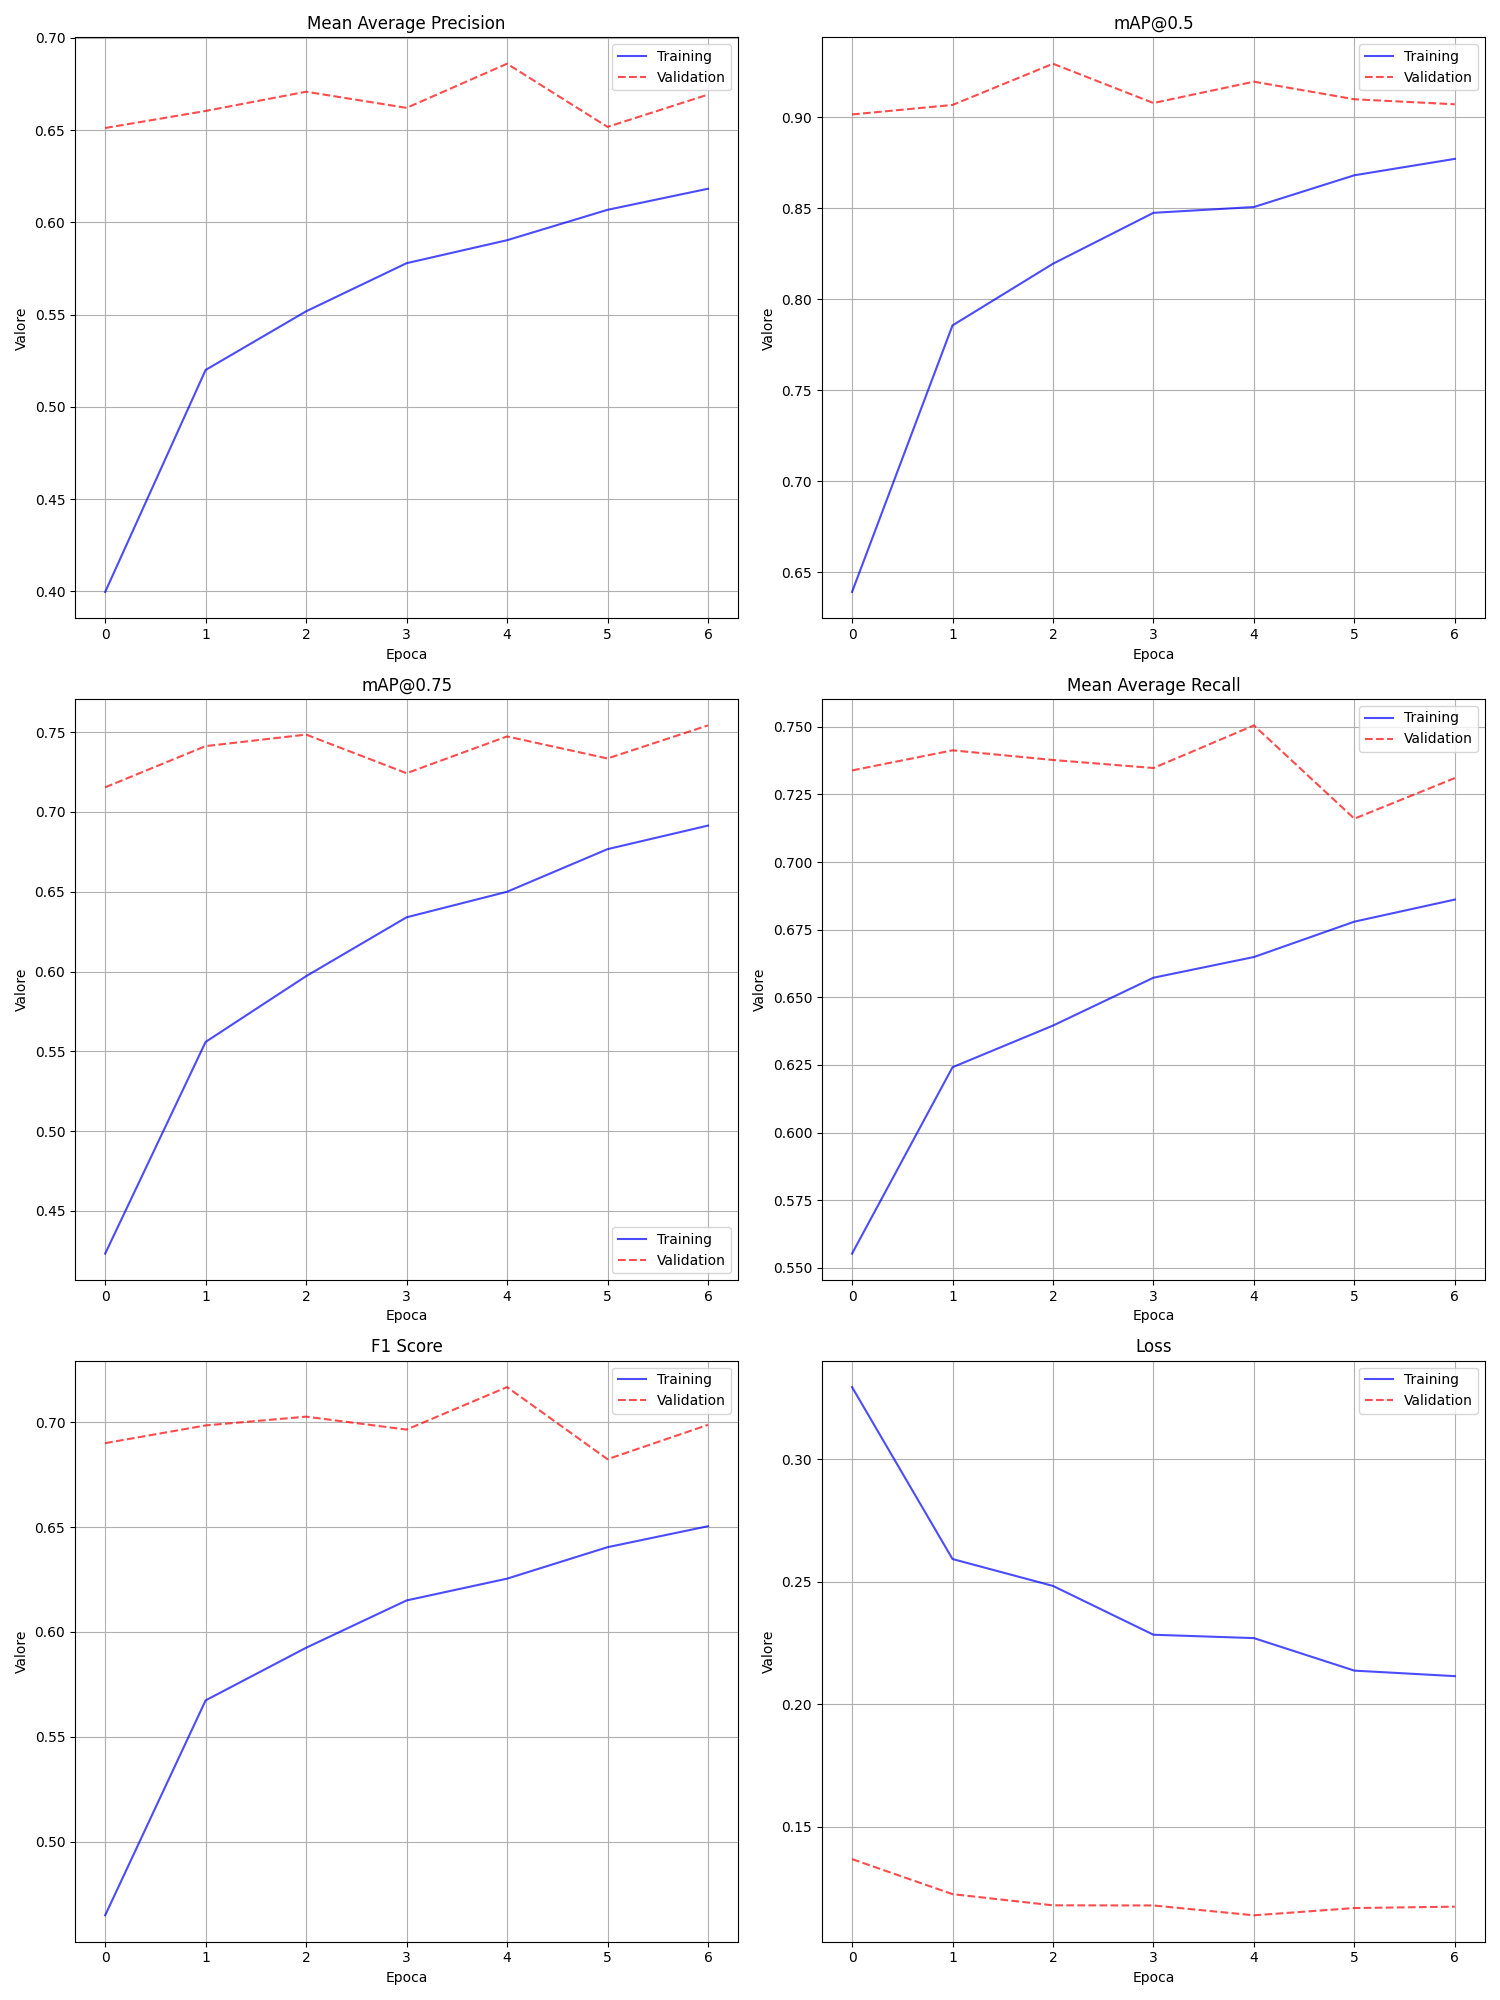 Mean Average Precision
0.70
0.65
0.60
0.55
0.50
0.45
0.40
Valore
Training
Validation
0 1 2 3 4 5 6
Epoca
mAP@0.5
0.90
0.85
0.80
0.75
0.70
0.65
Valore
Training
Validation
0 1 2 3 4 5 6
Epoca
mAP@0.75
0.75
0.70
0.65
0.60
0.55
0.50
0.45
Valore
Training
Validation
0 1 2 3 4 5 6
Epoca
Mean Average Recall
0.750
0.725
0.700
0.675
0.650
0.625
0.600
0.575
0.550
Valore
Training
Validation
0 1 2 3 4 5 6
Epoca
F1 Score
0.70
0.65
0.60
0.55
0.50
Valore
Training
Validation
0 1 2 3 4 5 6
Epoca
Loss
0.30
0.25
0.20
0.15
Valore
Training
Validation
0 1 2 3 4 5 6
Epoca